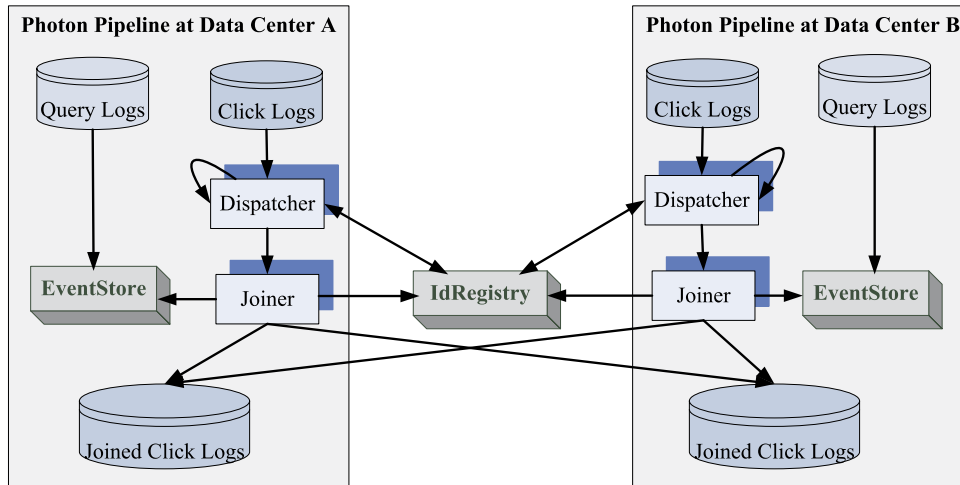 Photon Pipeline at Data Center A
Query Logs
Click Logs
Dispatcher
EventStore
Joiner
Joined Click Logs
IdRegistry
Photon Pipeline at Data Center B
Click Logs
Query Logs
Dispatcher
Joiner
EventStore
Joined Click Logs